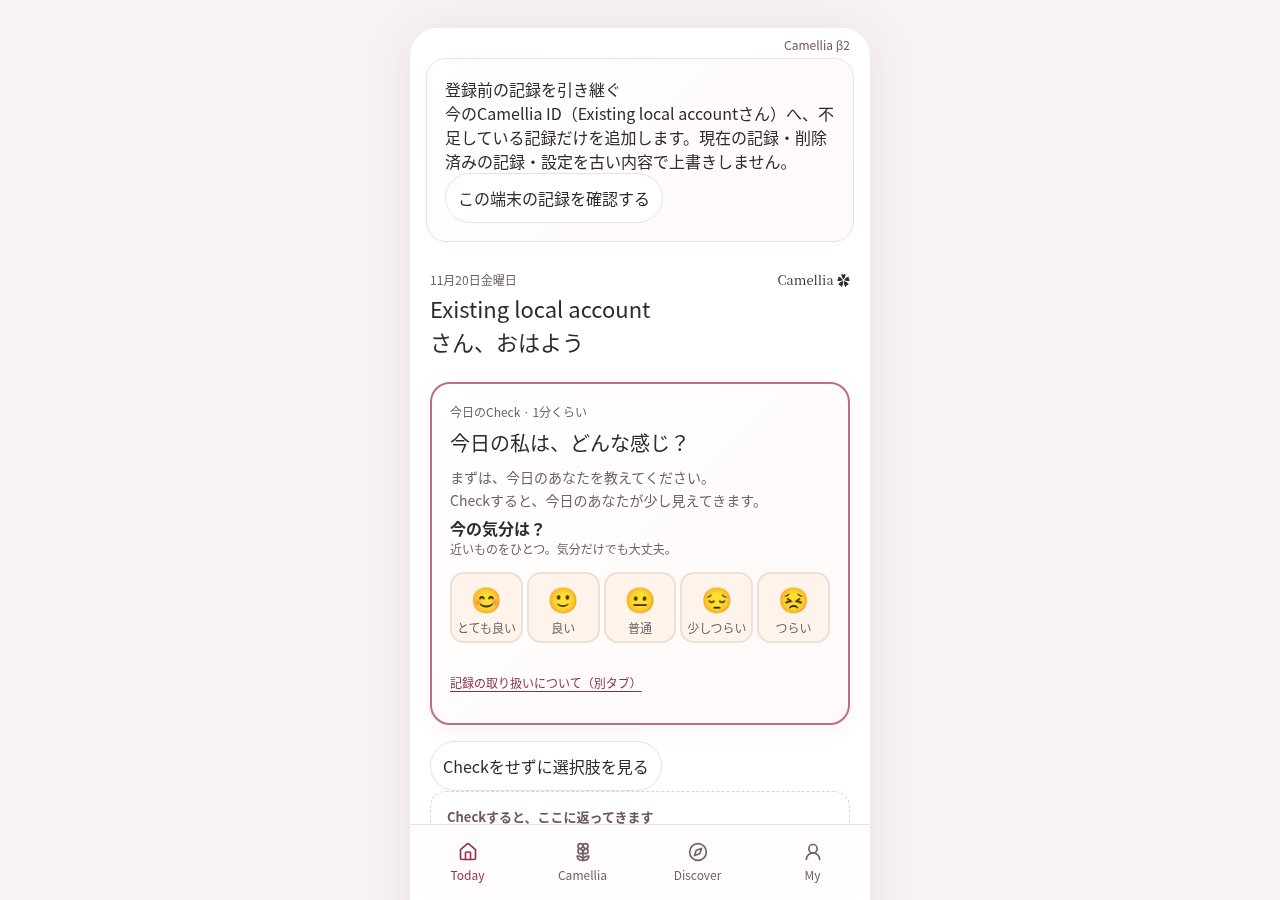 Camellia β2
登録前の記録を引き継ぐ
今のCamellia ID（Existing local accountさん）へ、不
足している記録だけを追加します。現在の記録・削除
済みの記録・設定を古い内容で上書きしません。
この端末の記録を確認する
11月20日金曜日
Camellia
Existing local account
さん、おはよう
今日のCheck · 1分くらい
今日の私は、どんな感じ？
まずは、今日のあなたを教えてください。
Checkすると、今日のあなたが少し見えてきます。
今の気分は？
近いものをひとつ。気分だけでも大丈夫。
とても良い
良い
普通
少しつらい
つらい
記録の取り扱いについて（別タブ）
Checkをせずに選択肢を見る
Checkすると、ここに返ってきます
Today
Camellia
Discover
My